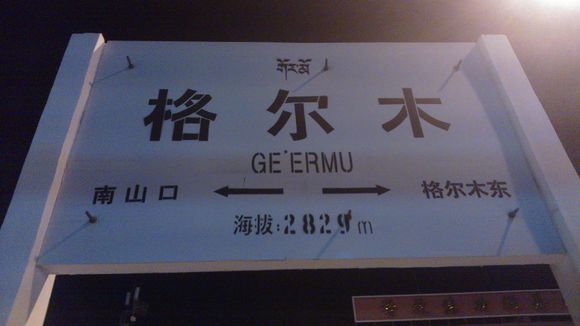 གོར་མོ
格尔木
GE'ERMU
南山口 格尔木东
海拔:2829m